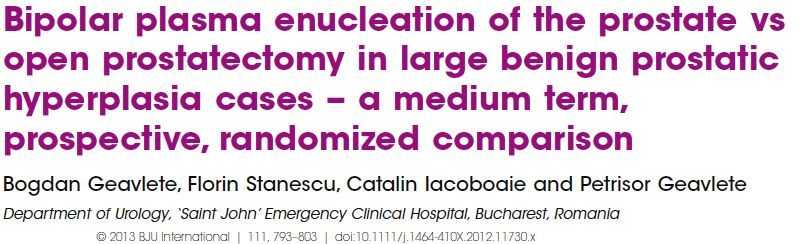 Bipolar plasma enucleation of the prostate vs
open prostatectomy in large benign prostatic
hyperplasia cases – a medium term,
prospective, randomized comparison
Bogdan Geavlete, Florin Stanescu, Catalin Iacoboaie and Petrisor Geavlete
Department of Urology, ‘Saint John’ Emergency Clinical Hospital, Bucharest, Romania
© 2013 BJU International | 111, 793–803 | doi:10.1111/j.1464-410X.2012.11730.x